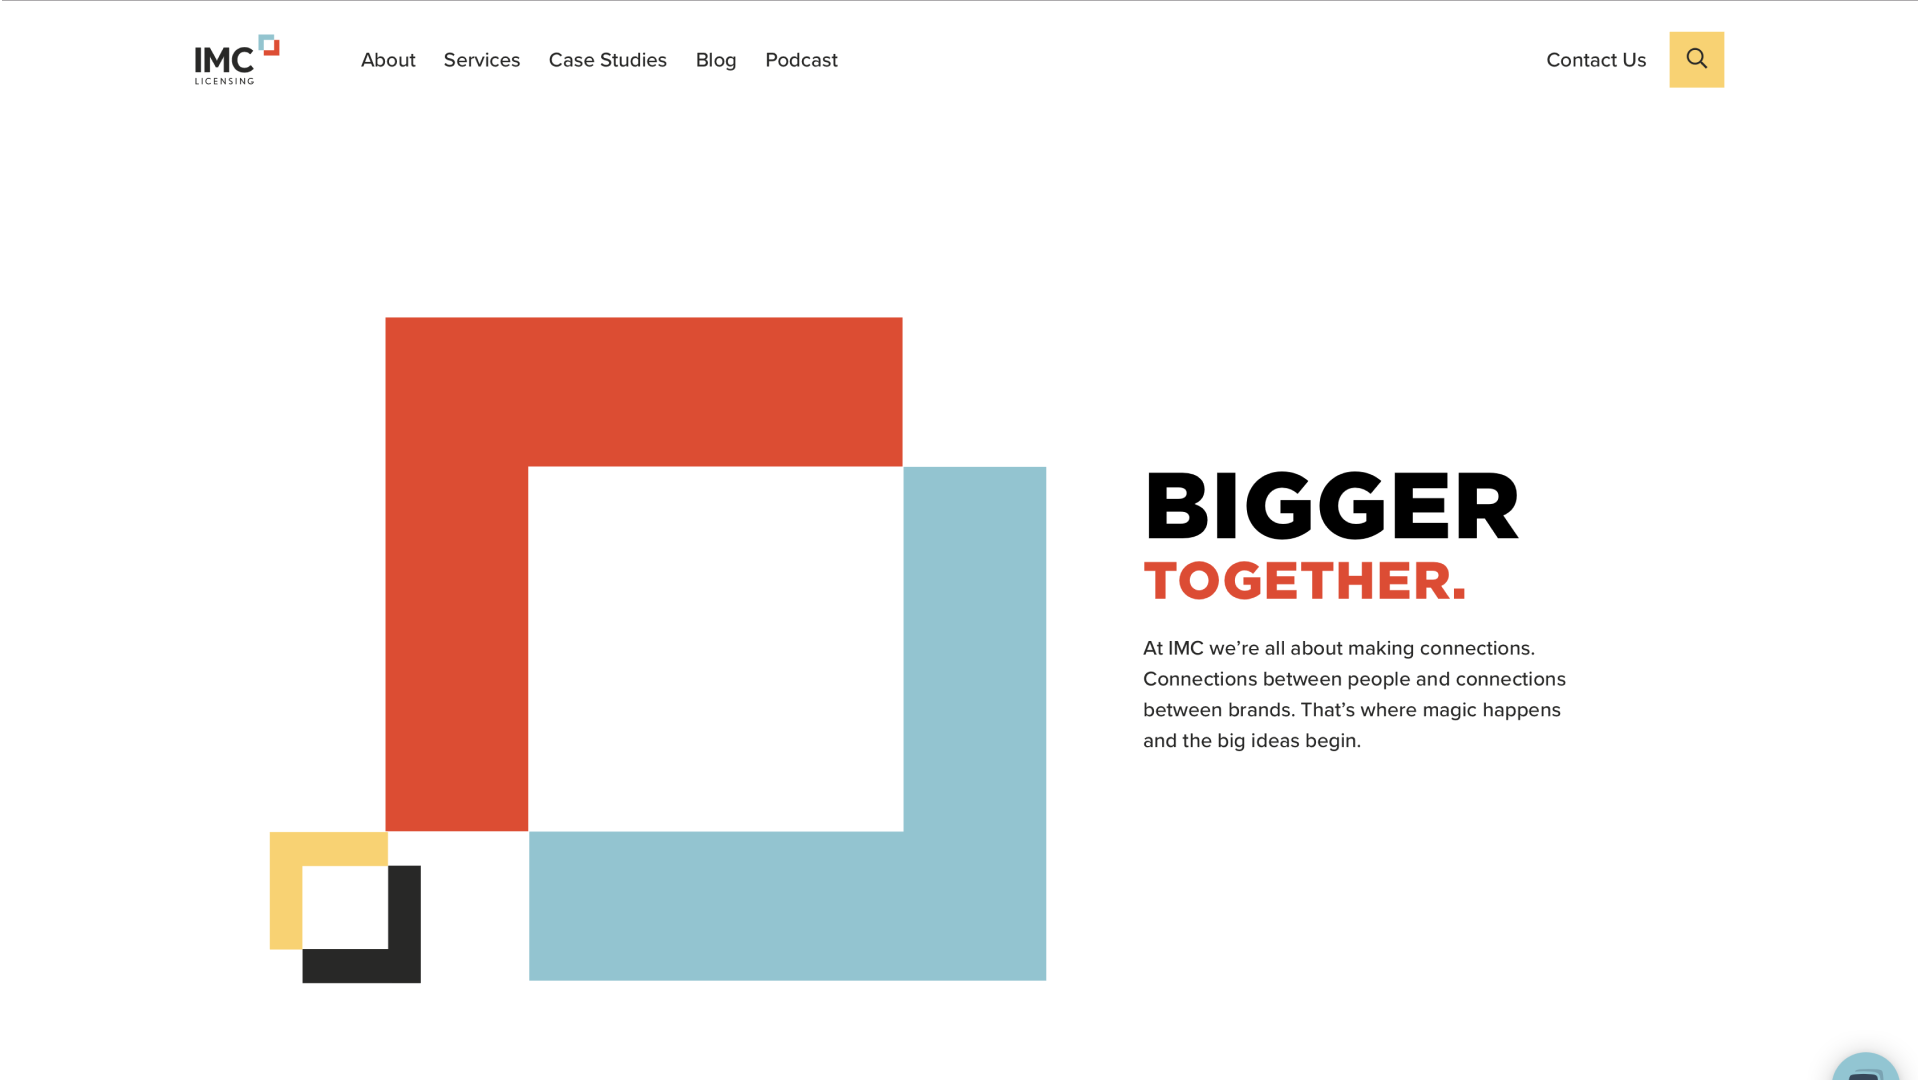 IMC
LICENSING
About
Services
Case Studies
Blog
Podcast
Contact Us
BIGGER
TOGETHER.
At IMC we’re all about making connections.
Connections between people and connections
between brands. That’s where magic happens
and the big ideas begin.